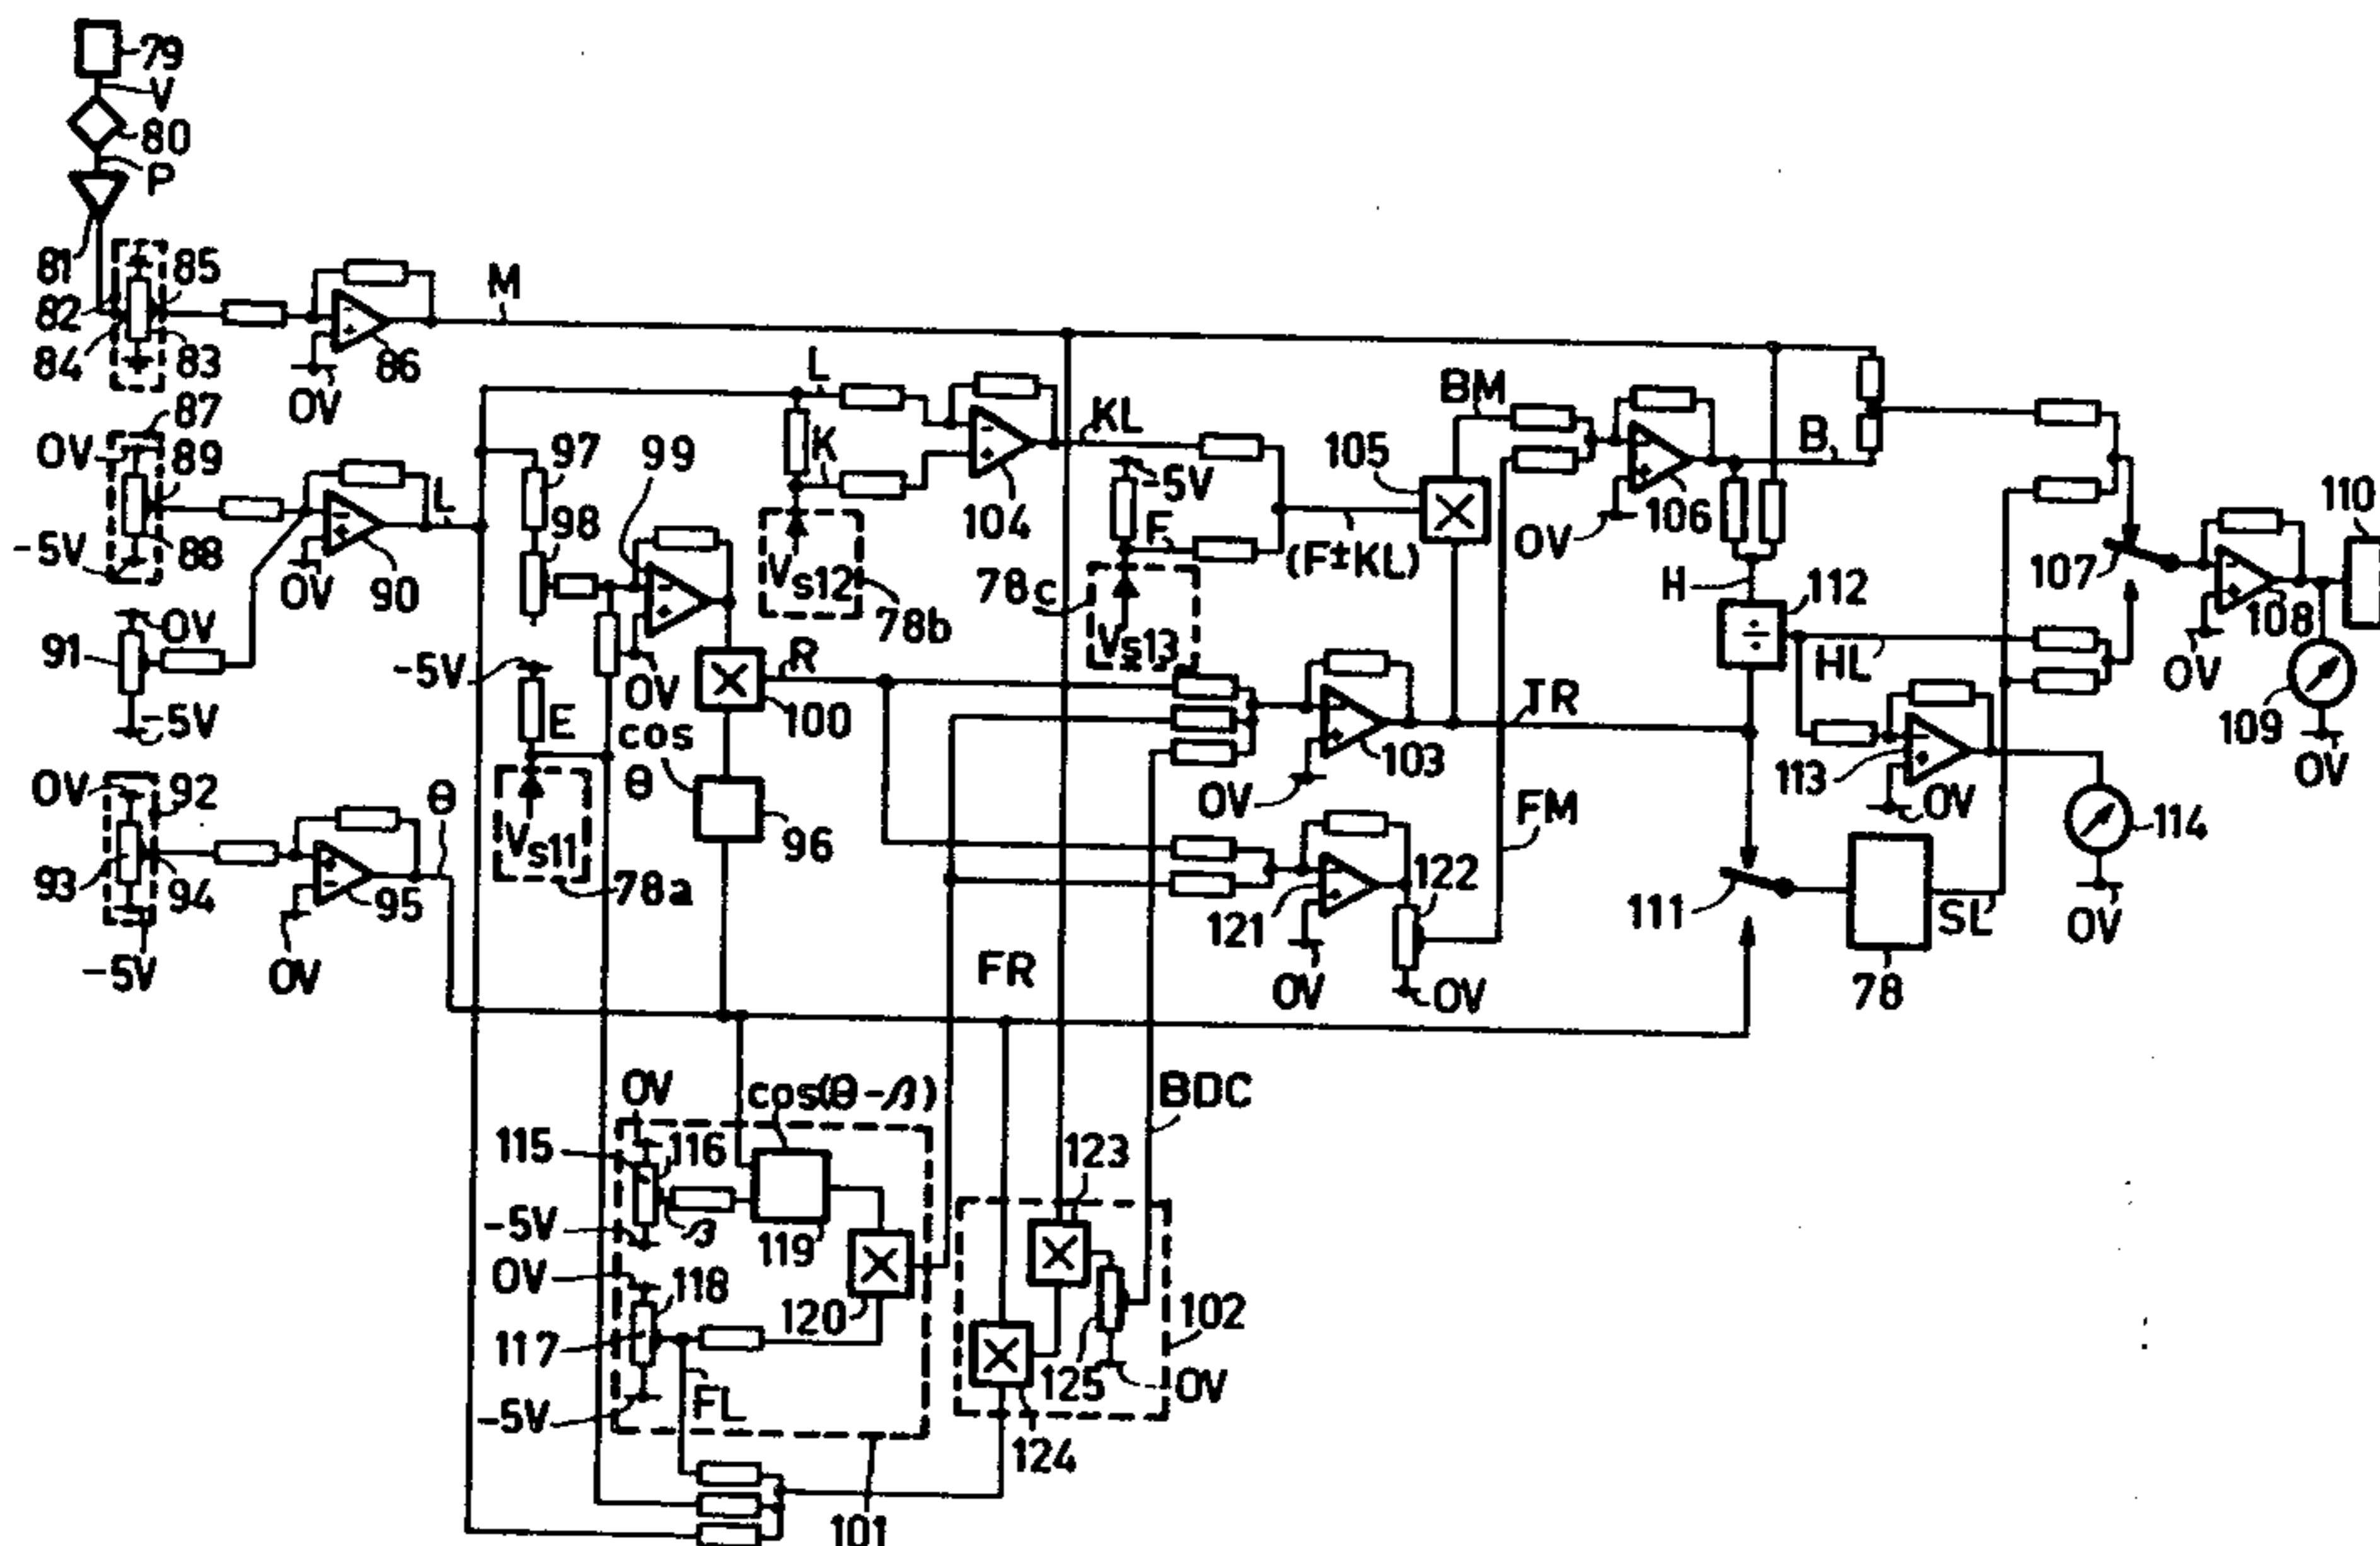 79
V
80
P
81
82
85
84
83
M
86
0V
87
0V
89
L
-5V
88
0V
90
0V
91
-5V
0V
92
θ
93
94
95
-5V
0V
97
98
99
L
K
KL
104
Vs12
78b
-5V
E
Vs11
78a
0V
cos
θ
R
100
96
-5V
F
78c
Vs13
(F±KL)
105
BM
0V
106
B
H
112
HL
107
108
0V
109
0V
110
TR
103
0V
FM
121
122
0V
0V
113
0V
114
0V
111
78
SL
FR
BDC
0V
cos(θ-β)
115
116
-5V
β
119
0V
118
117
120
-5V
FL
101
123
102
125
0V
124